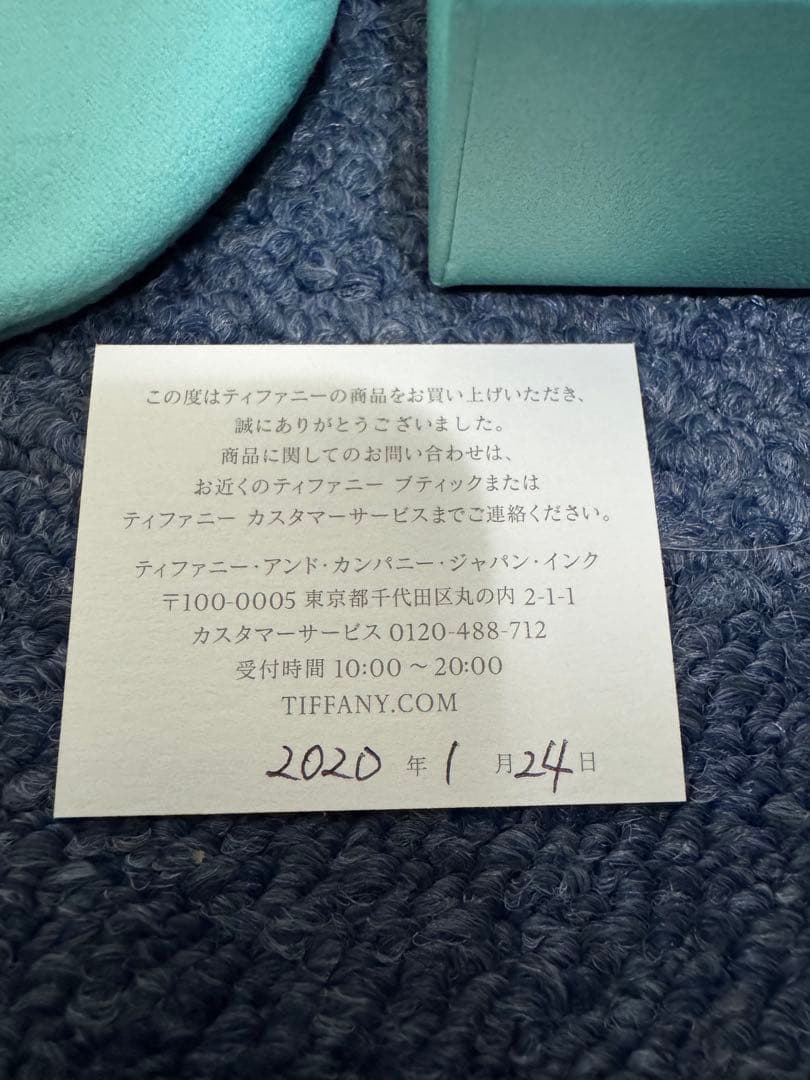 この度はティファニーの商品をお買い上げいただき、
誠にありがとうございました。
商品に関してのお問い合わせは、
お近くのティファニー ブティックまたは
ティファニー カスタマーサービスまでご連絡ください。
ティファニー・アンド・カンパニー・ジャパン・インク
〒100-0005 東京都千代田区丸の内 2-1-1
カスタマーサービス 0120-488-712
受付時間 10:00 〜 20:00
TIFFANY.COM
2020 年 1 月 24 日